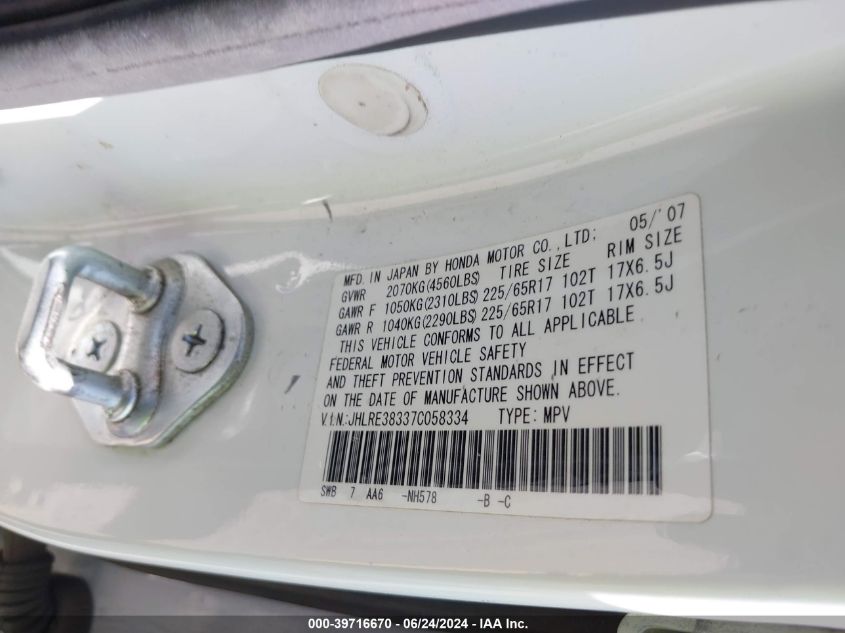 MFD. IN JAPAN BY HONDA MOTOR CO., LTD; 05/'07
GVWR 2070KG(4560LBS) TIRE SIZE RIM SIZE
GAWR F 1050KG(2310LBS) 225/65R17 102T 17X6.5J
GAWR R 1040KG(2290LBS) 225/65R17 102T 17X6.5J
THIS VEHICLE CONFORMS TO ALL APPLICABLE
FEDERAL MOTOR VEHICLE SAFETY
AND THEFT PREVENTION STANDARDS IN EFFECT
ON THE DATE OF MANUFACTURE SHOWN ABOVE.
V.I.N.:JHLRE38337C058334 TYPE: MPV
SWB 7 AA6 -NH578 -B -C
000-39716670 - 06/24/2024 - IAA Inc.